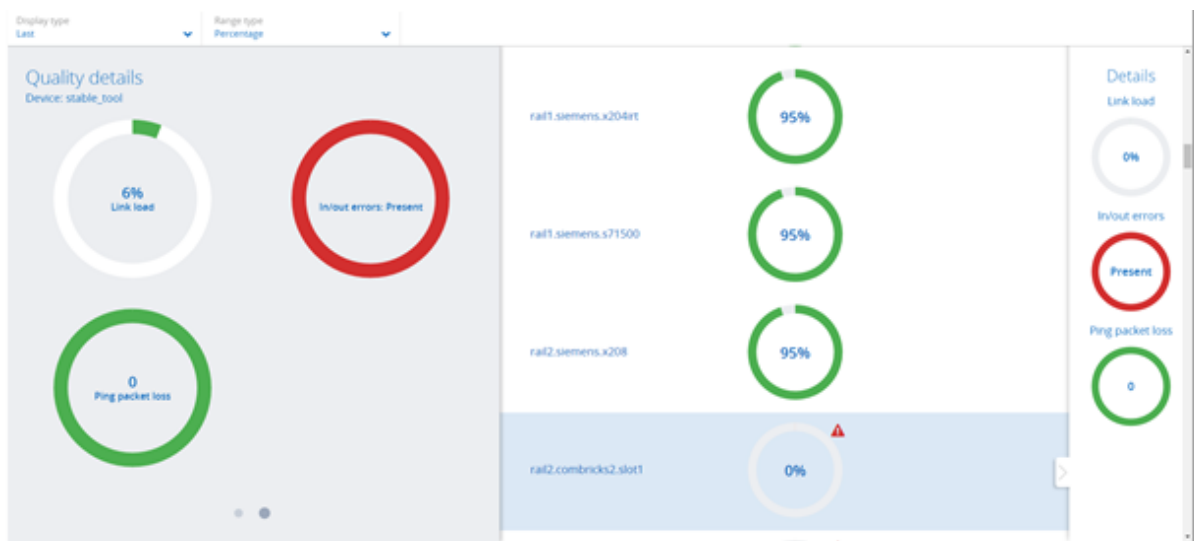 Display type
Last
Range type
Percentage
Quality details
Device: stable_tool
6%
Link load
In/out errors: Present
0
Ping packet loss
rail1.siemens.x204irt
95%
rail1.siemens.s71500
95%
rail2.siemens.x208
95%
rail2.combricks2.slot1
0%
Details
Link load
0%
In/out errors
Present
Ping packet loss
0